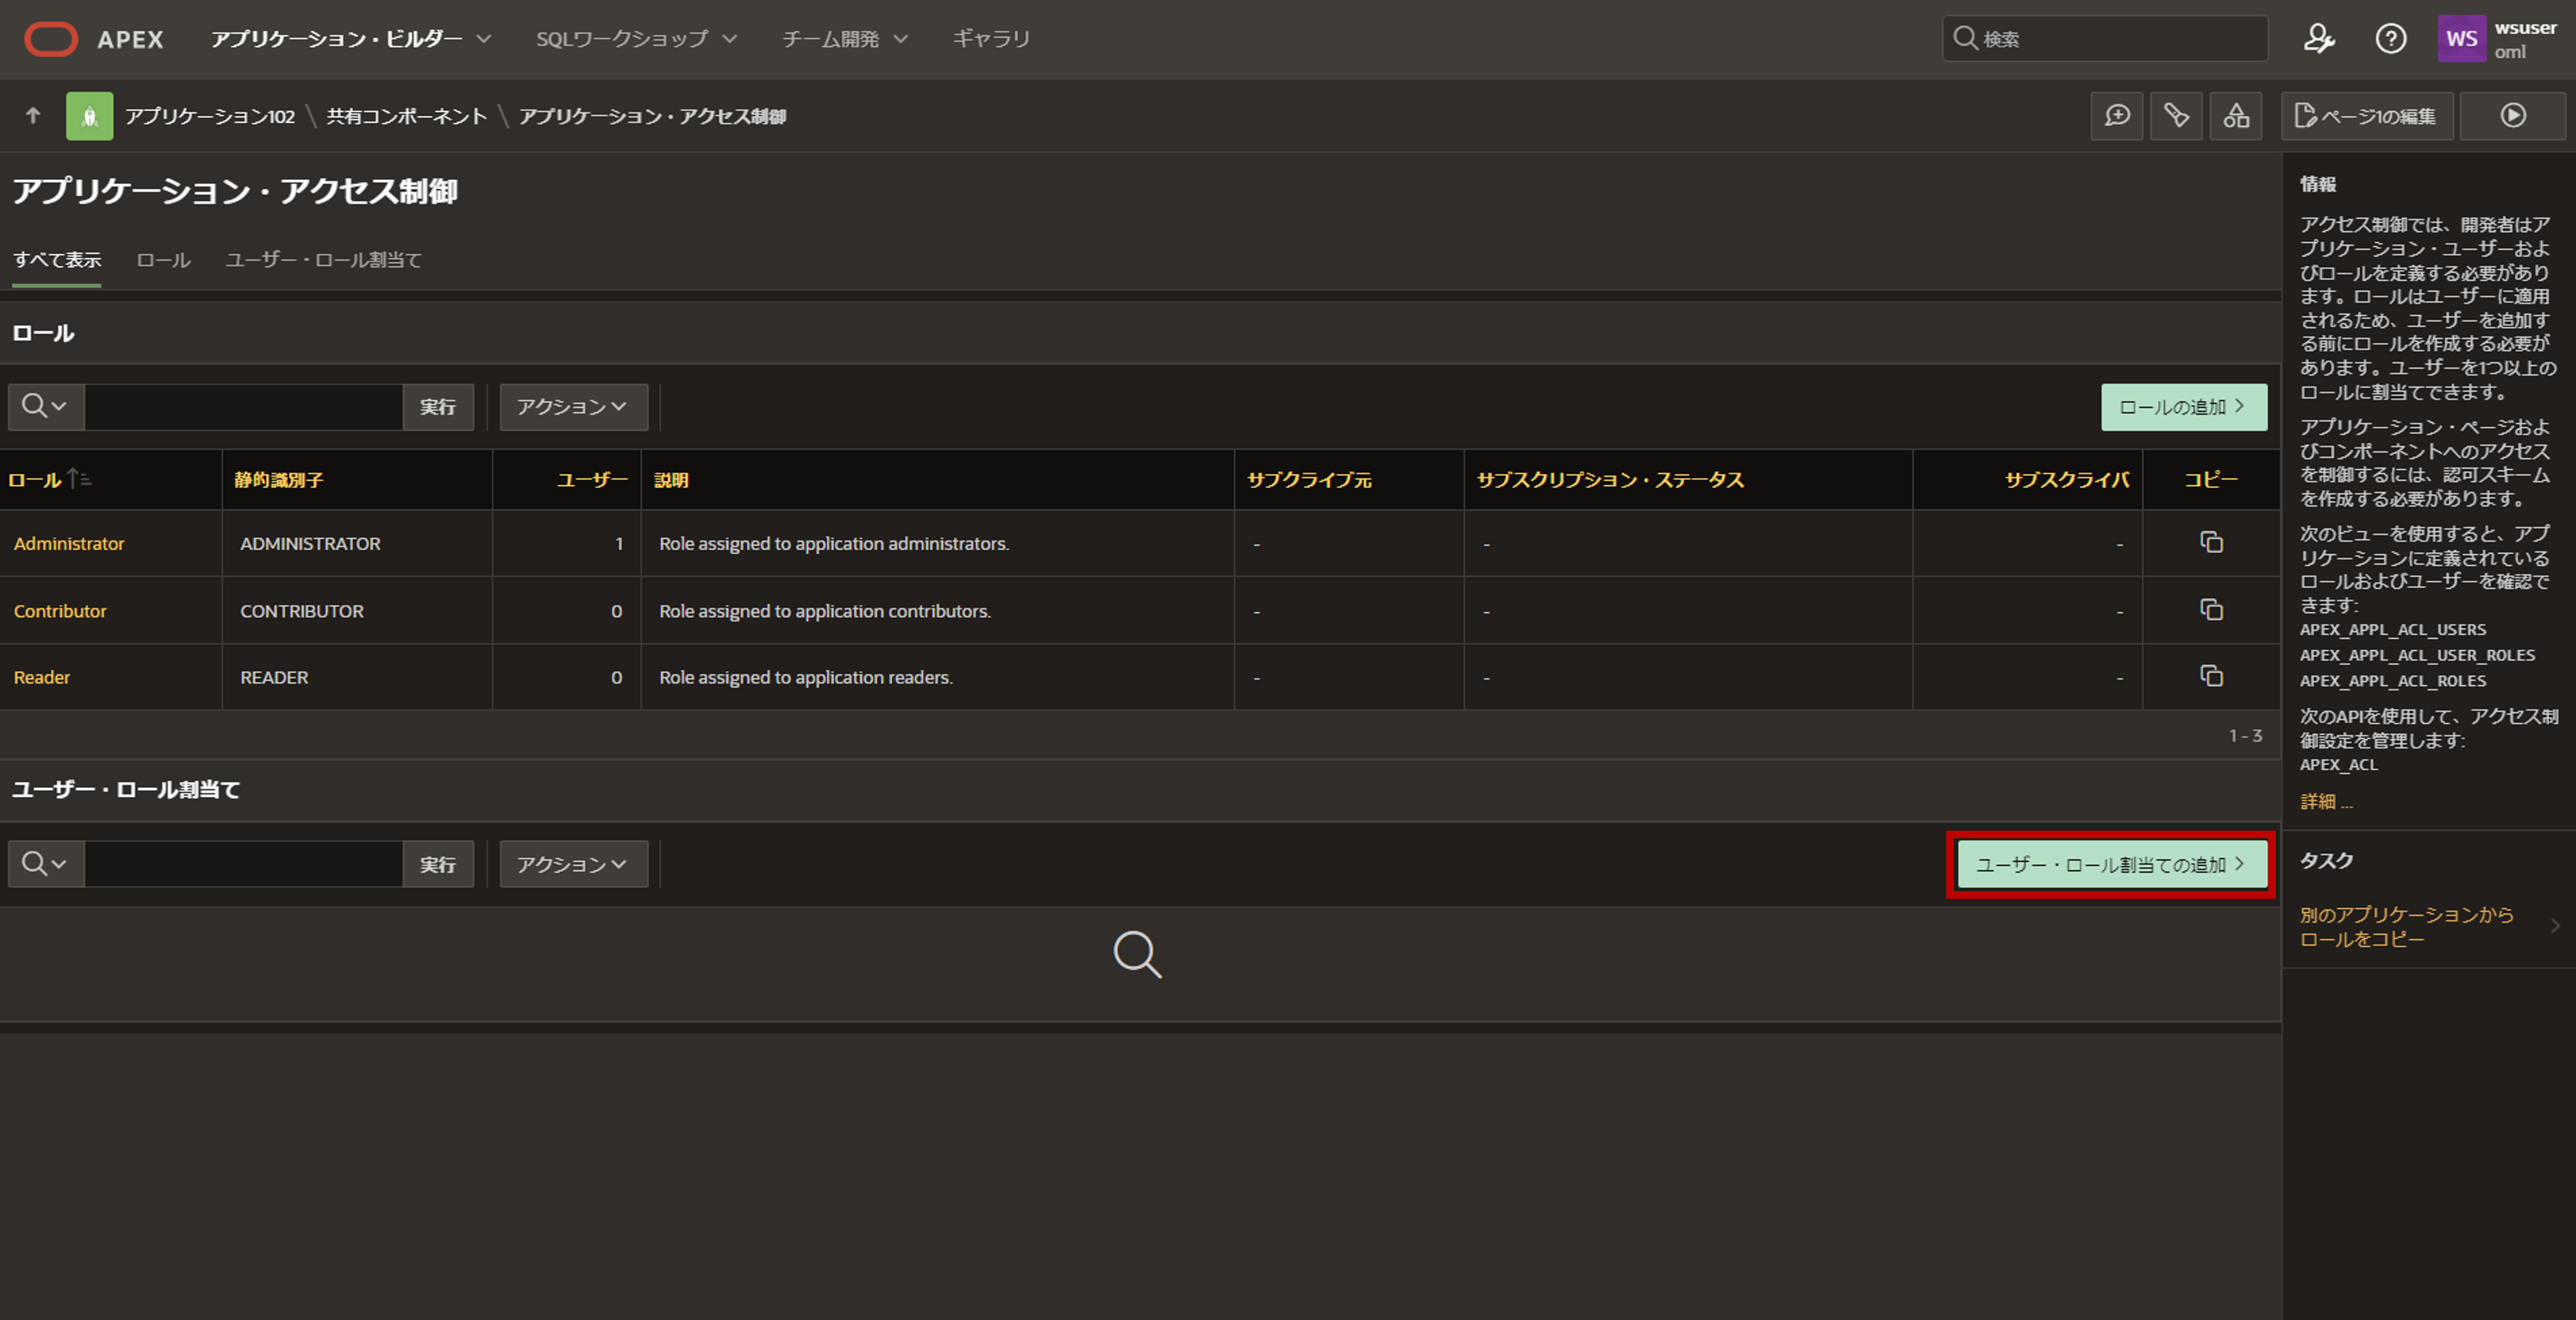 APEX アプリケーション・ビルダー SQLワークショップ チーム開発 ギャラリ 検索 WS wsuser
oml
アプリケーション102 \ 共有コンポーネント \ アプリケーション・アクセス制御 ページ1の編集
アプリケーション・アクセス制御
すべて表示 ロール ユーザー・ロール割当て
ロール
実行 アクション ロールの追加
ロール 静的識別子 ユーザー 説明 サブクライブ元 サブスクリプション・ステータス サブスクライバ コピー
Administrator ADMINISTRATOR 1 Role assigned to application administrators. - - -
Contributor CONTRIBUTOR 0 Role assigned to application contributors. - - -
Reader READER 0 Role assigned to application readers. - - -
1 - 3
ユーザー・ロール割当て
実行 アクション ユーザー・ロール割当ての追加
情報
アクセス制御では、開発者はア
プリケーション・ユーザーおよ
びロールを定義する必要があり
ます。ロールはユーザーに適用
されるため、ユーザーを追加す
る前にロールを作成する必要が
あります。ユーザーを1つ以上の
ロールに割当てできます。
アプリケーション・ページおよ
びコンポーネントへのアクセス
を制御するには、認可スキーム
を作成する必要があります。
次のビューを使用すると、アプ
リケーションに定義されている
ロールおよびユーザーを確認で
きます:
APEX_APPL_ACL_USERS
APEX_APPL_ACL_USER_ROLES
APEX_APPL_ACL_ROLES
次のAPIを使用して、アクセス制
御設定を管理します:
APEX_ACL
詳細 ...
タスク
別のアプリケーションから
ロールをコピー